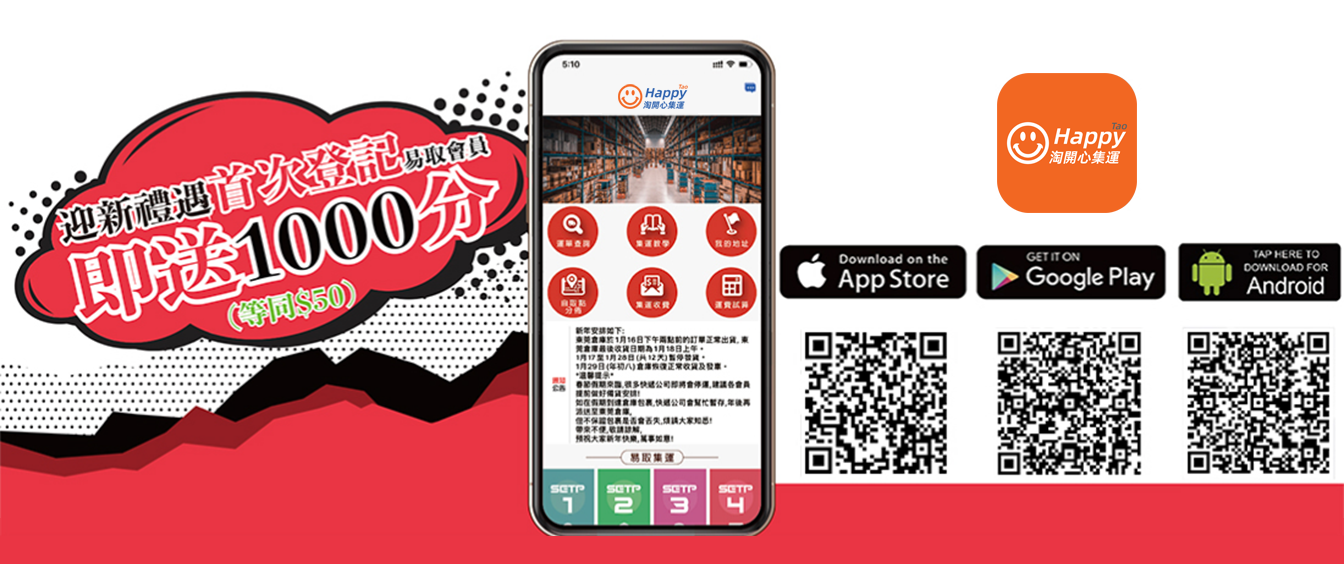 迎新禮遇首次登記易取會員
即送1000分
(等同$50)
5:10
Tao
Happy
淘開心集運
運單查詢
集運教學
我的地址
自取點
分佈
集運收費
運費試算
公告
新年安排如下:
東莞倉庫於1月16日下午兩點前的訂單正常出貨, 東
莞倉庫最後收貨日期為1月18日上午。
1月17至1月28日(共12天)暫停發貨。
1月29日(年初八)倉庫恢復正常收貨及發車。
*溫馨提示*
春節假期來臨,很多快遞公司即將會停運,建議各會員
提前做好備貨安排!
如在假期到達倉庫包裹,快遞公司會幫忙暫存,年後再
派送至東莞倉庫,
但不保證包裹是否會丟失,煩請大家知悉!
帶來不便,敬請諒解,
預祝大家新年快樂,萬事如意!
易取集運
SETP
1
SETP
2
SETP
3
SETP
4
Tao
Happy
淘開心集運
Download on the
App Store
GET IT ON
Google Play
TAP HERE TO
DOWNLOAD FOR
Android